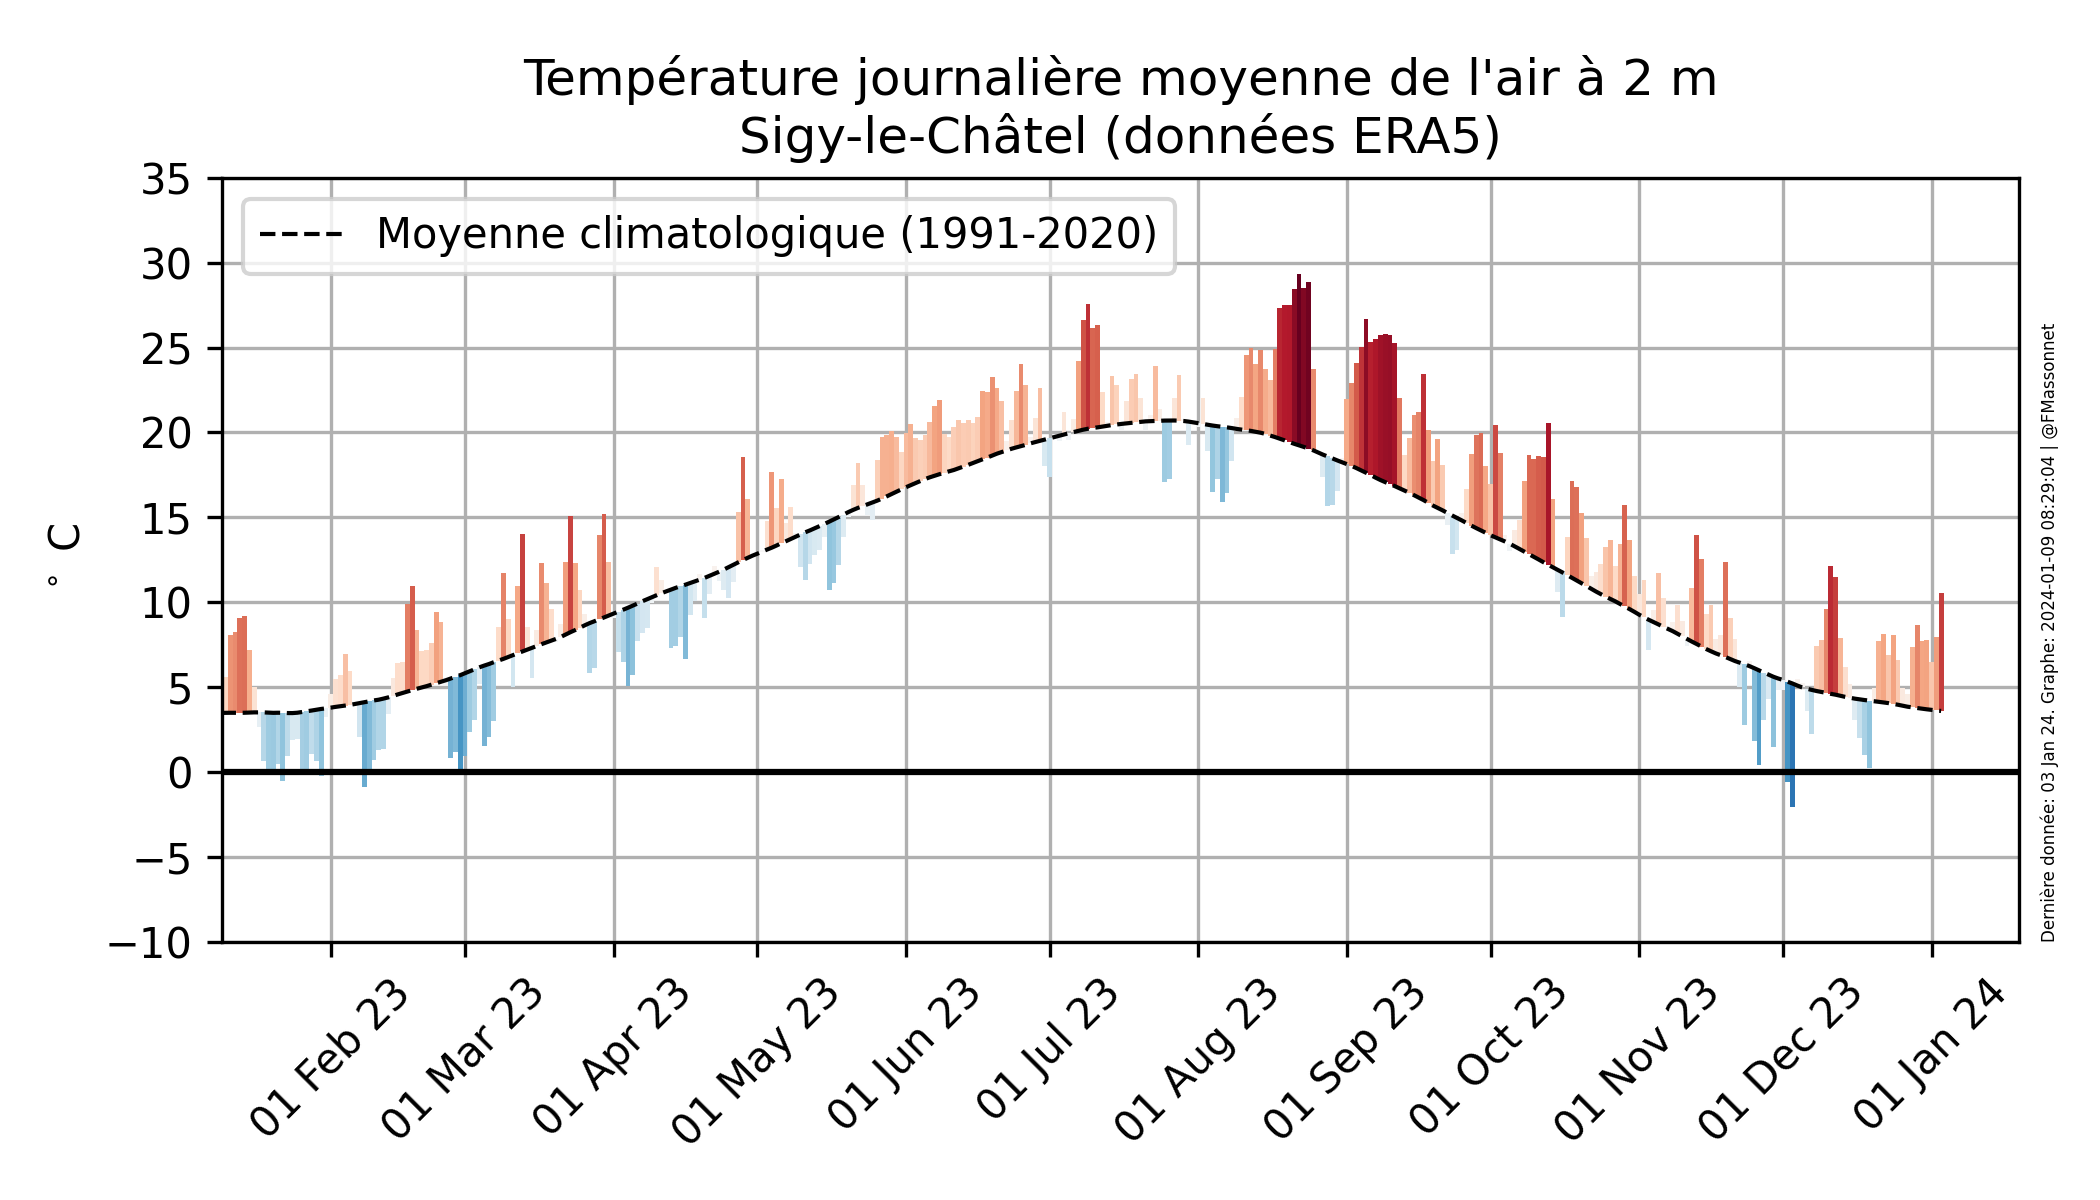 Température journalière moyenne de l'air à 2 m
Sigy-le-Châtel (données ERA5)
35
30
25
20
15
10
5
0
−5
−10
° C
Moyenne climatologique (1991-2020)
01 Feb 23
01 Mar 23
01 Apr 23
01 May 23
01 Jun 23
01 Jul 23
01 Aug 23
01 Sep 23
01 Oct 23
01 Nov 23
01 Dec 23
01 Jan 24
Dernière donnée: 03 Jan 24. Graphe: 2024-01-09 08:29:04 | @FMassonnet